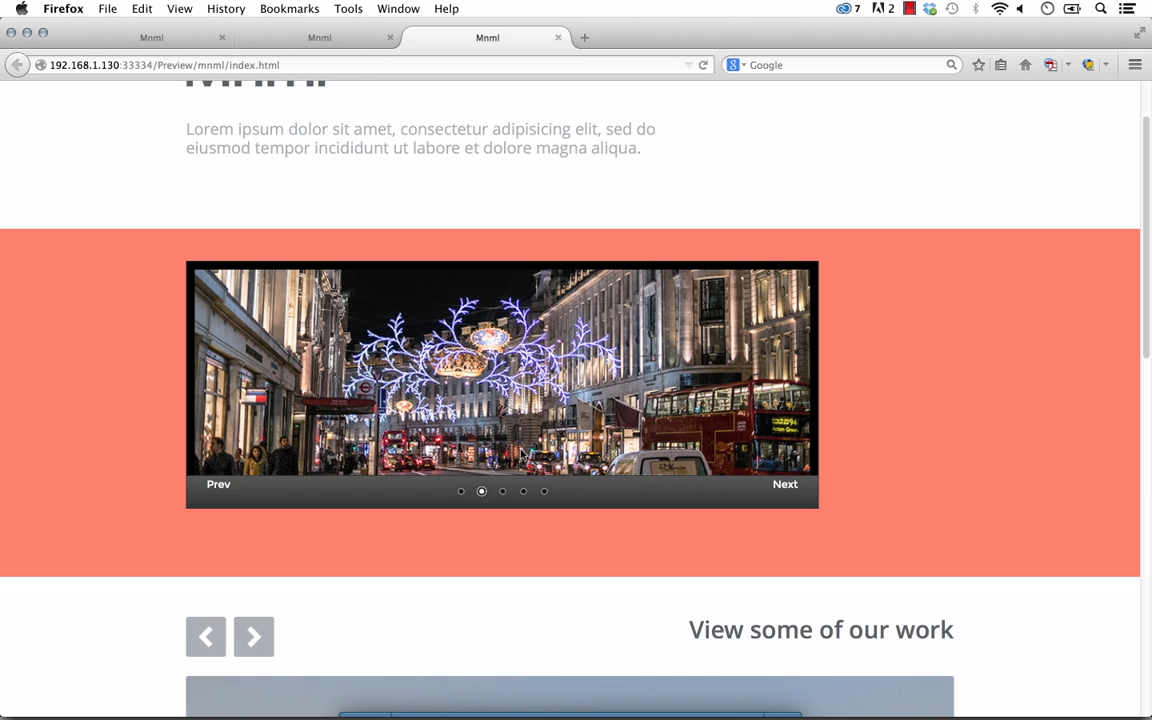 Firefox File Edit View History Bookmarks Tools Window Help 7 2
Mnml Mnml Mnml
192.168.1.130:33334/Preview/mnml/index.html Google
Lorem ipsum dolor sit amet, consectetur adipisicing elit, sed do
eiusmod tempor incididunt ut labore et dolore magna aliqua.
Prev Next
View some of our work